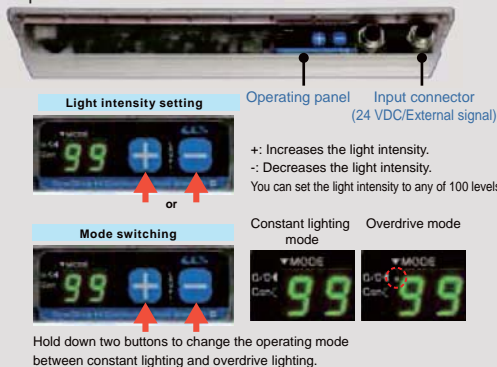 Operating panel
Input connector
(24 VDC/External signal)
Light intensity setting
▼MODE
99
+: Increases the light intensity.
-: Decreases the light intensity.
You can set the light intensity to any of 100 levels
or
Mode switching
▼MODE
99
Hold down two buttons to change the operating mode
between constant lighting and overdrive lighting.
Constant lighting
mode
▼MODE
O/D
Con
99
Overdrive mode
▼MODE
O/D
Con
99